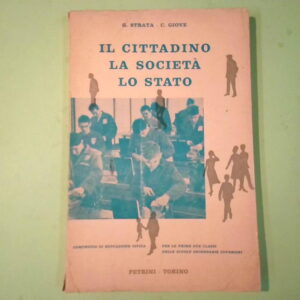 G. STRATA - C. GIOVE
IL CITTADINO
LA SOCIETÀ
LO STATO
COMPENDIO DI EDUCAZIONE CIVICA
PER LE PRIME DUE CLASSI
DELLE SCUOLE SECONDARIE SUPERIORI
PETRINI - TORINO